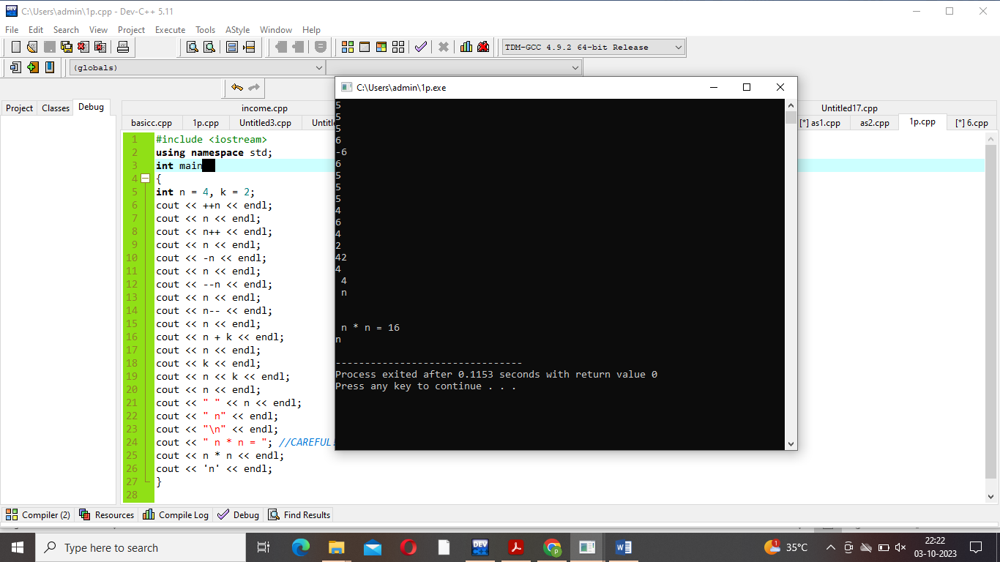 C:\Users\admin\1p.cpp - Dev-C++ 5.11
File Edit Search View Project Execute Tools AStyle Window Help
TDM-GCC 4.9.2 64-bit Release
(globals)
Project Classes Debug
income.cpp Untitled17.cpp
basicc.cpp 1p.cpp Untitled3.cpp [*] as1.cpp as2.cpp 1p.cpp [*] 6.cpp
1 #include <iostream>
2 using namespace std;
3 int main
4 {
5 int n = 4, k = 2;
6 cout << ++n << endl;
7 cout << n << endl;
8 cout << n++ << endl;
9 cout << n << endl;
10 cout << -n << endl;
11 cout << n << endl;
12 cout << --n << endl;
13 cout << n << endl;
14 cout << n-- << endl;
15 cout << n << endl;
16 cout << n + k << endl;
17 cout << n << endl;
18 cout << k << endl;
19 cout << n << k << endl;
20 cout << n << endl;
21 cout << " " << n << endl;
22 cout << " n" << endl;
23 cout << "\n" << endl;
24 cout << " n * n = "; //CAREFUL
25 cout << n * n << endl;
26 cout << 'n' << endl;
27 }
28
C:\Users\admin\1p.exe
5
5
5
6
-6
6
5
5
5
4
6
4
2
42
4
 4
 n
 n * n = 16
n
--------------------------------
Process exited after 0.1153 seconds with return value 0
Press any key to continue . . .
Compiler (2) Resources Compile Log Debug Find Results
Type here to search
DEV
W
1
35°C
22:22
03-10-2023